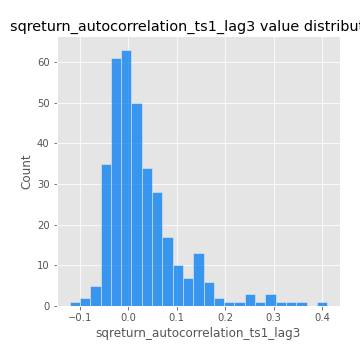 sqreturn_autocorrelation_ts1_lag3 value distribut
60
50
40
30
20
10
0
Count
−0.1 0.0 0.1 0.2 0.3 0.4
sqreturn_autocorrelation_ts1_lag3